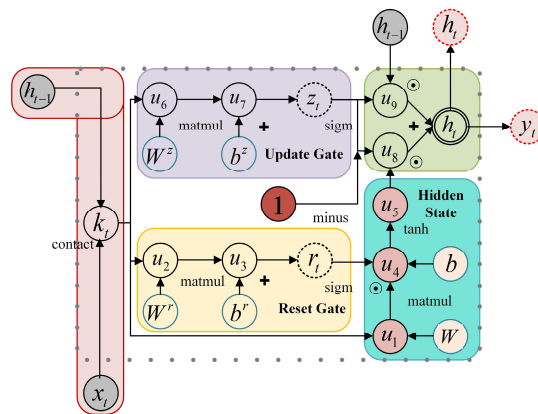 h_{t-1} h_t
h_{t-1} u_6 u_7 z_t u_9
matmul + sigm ⊙
+ h_t y_t
W^z b^z Update Gate u_8 ⊙
1 u_5 Hidden State
minus
k_t tanh
contact
u_2 u_3 r_t u_4 b
matmul + sigm ⊙
W^r b^r Reset Gate matmul
u_1 W
x_t